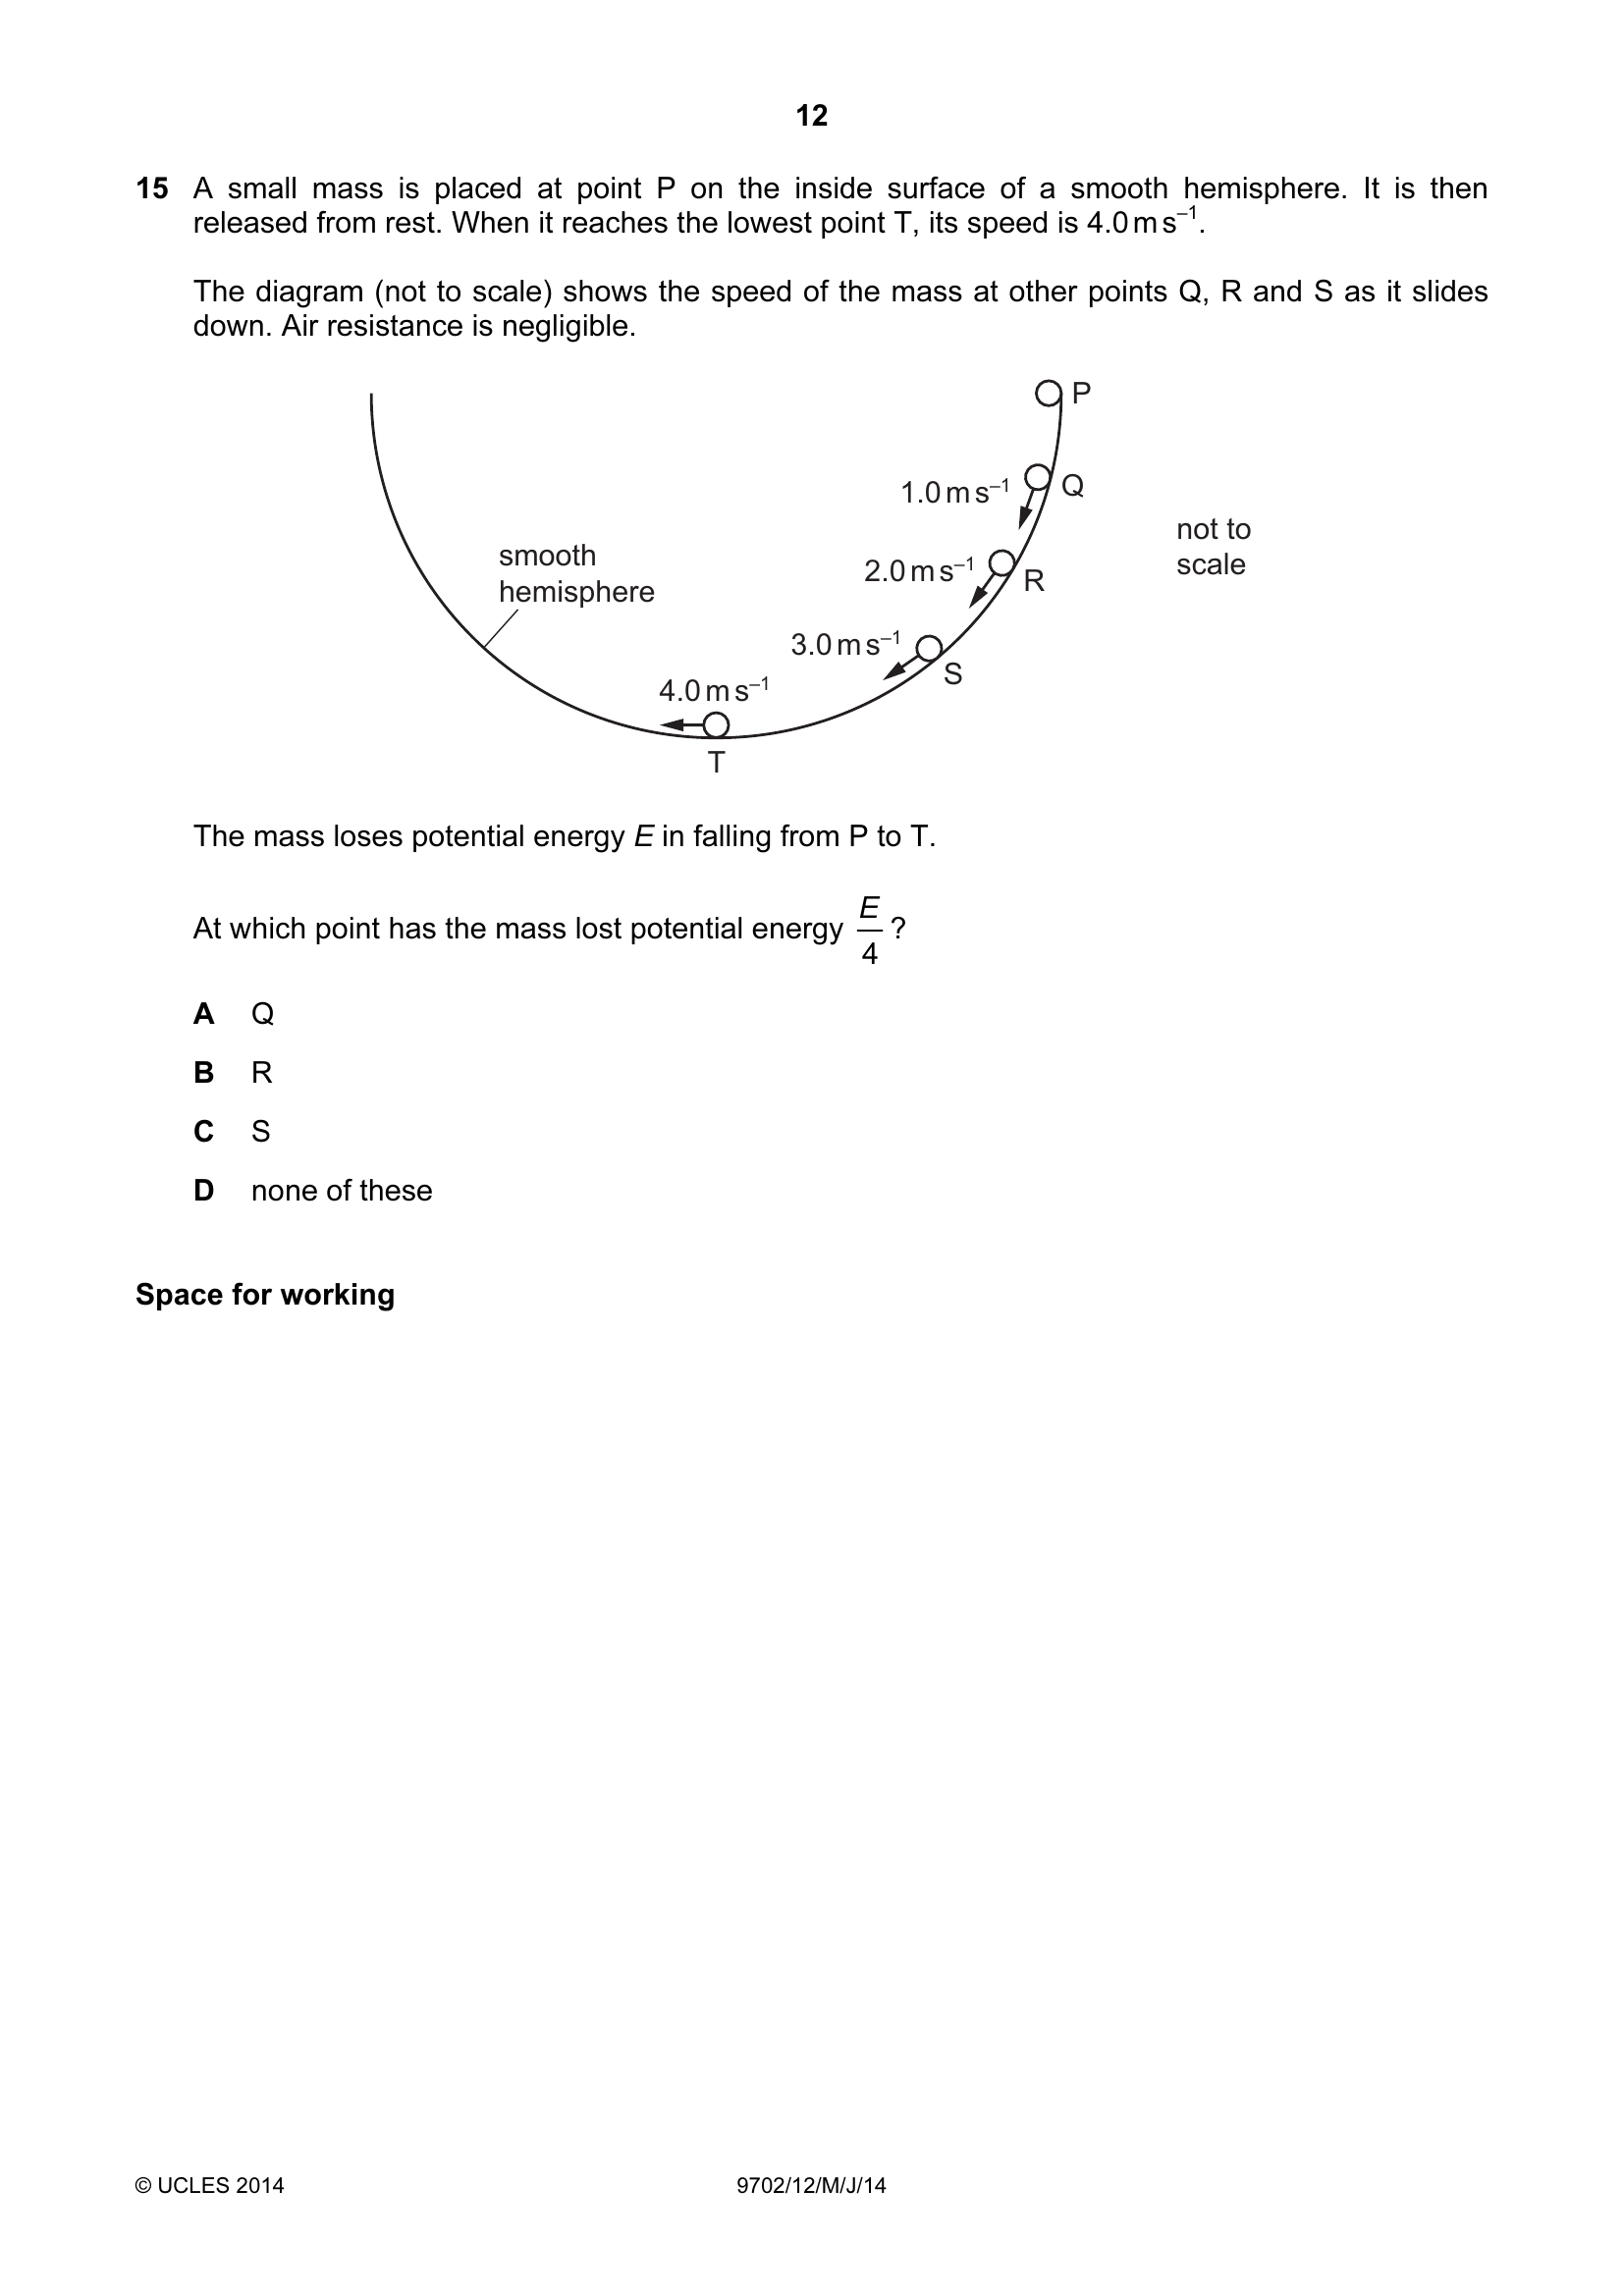 12
15 A small mass is placed at point P on the inside surface of a smooth hemisphere. It is then
released from rest. When it reaches the lowest point T, its speed is 4.0 m s⁻¹.
The diagram (not to scale) shows the speed of the mass at other points Q, R and S as it slides
down. Air resistance is negligible.
P
1.0 m s⁻¹ Q
not to
scale
smooth
hemisphere
2.0 m s⁻¹ R
3.0 m s⁻¹ S
4.0 m s⁻¹
T
The mass loses potential energy E in falling from P to T.
At which point has the mass lost potential energy E/4 ?
A Q
B R
C S
D none of these
Space for working
© UCLES 2014 9702/12/M/J/14